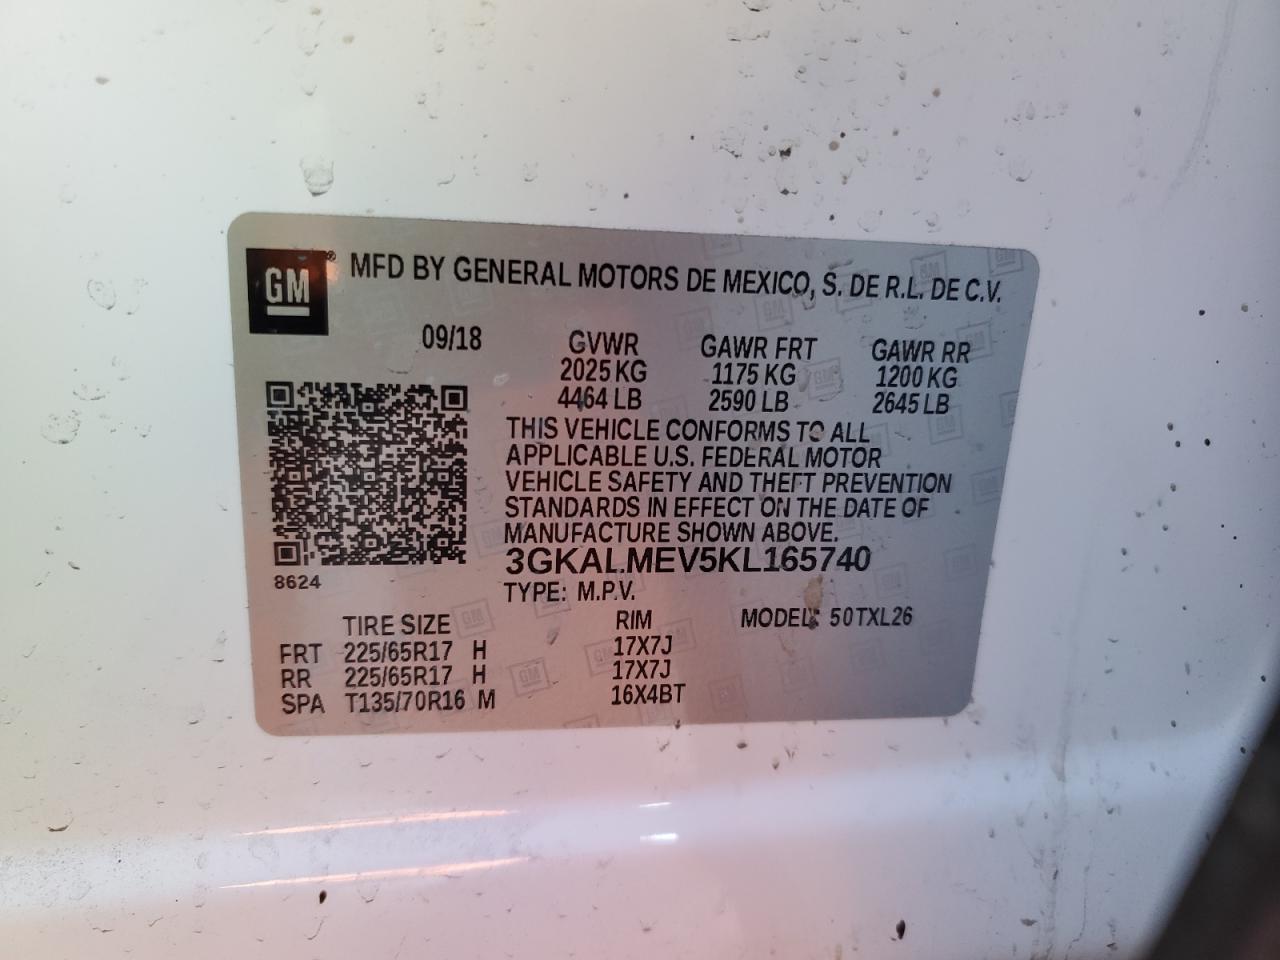 GM® MFD BY GENERAL MOTORS DE MEXICO, S. DE R.L. DE C.V.
09/18 GVWR GAWR FRT GAWR RR
2025 KG 1175 KG 1200 KG
4464 LB 2590 LB 2645 LB
THIS VEHICLE CONFORMS TO ALL
APPLICABLE U.S. FEDERAL MOTOR
VEHICLE SAFETY AND THEFT PREVENTION
STANDARDS IN EFFECT ON THE DATE OF
MANUFACTURE SHOWN ABOVE.
3GKALMEV5KL165740
8624
TYPE: M.P.V.
TIRE SIZE RIM MODEL: 50TXL26
FRT 225/65R17 H 17X7J
RR 225/65R17 H 17X7J
SPA T135/70R16 M 16X4BT